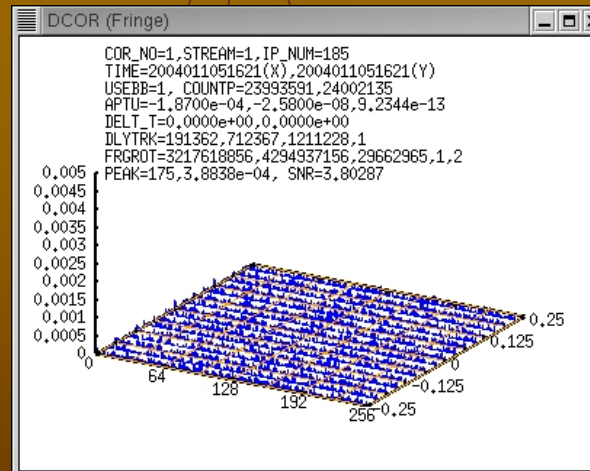 DCOR (Fringe)
COR_NO=1,STREAM=1,IP_NUM=185
TIME=2004011051621(X),2004011051621(Y)
USEBB=1, COUNTP=23993591,24002135
APTU=-1.8700e-04,-2.5800e-08,9.2344e-13
DELT_T=0.0000e+00,0.0000e+00
DLYTRK=191362,712367,1211228,1
FRGROT=3217618856,4294937156,29662965,1,2
PEAK=175,3.8838e-04, SNR=3.80287
0.005
0.0045
0.004
0.0035
0.003
0.0025
0.002
0.0015
0.001
0.0005
0
0
64
128
192
256
-0.25
-0.125
0
0.125
0.25